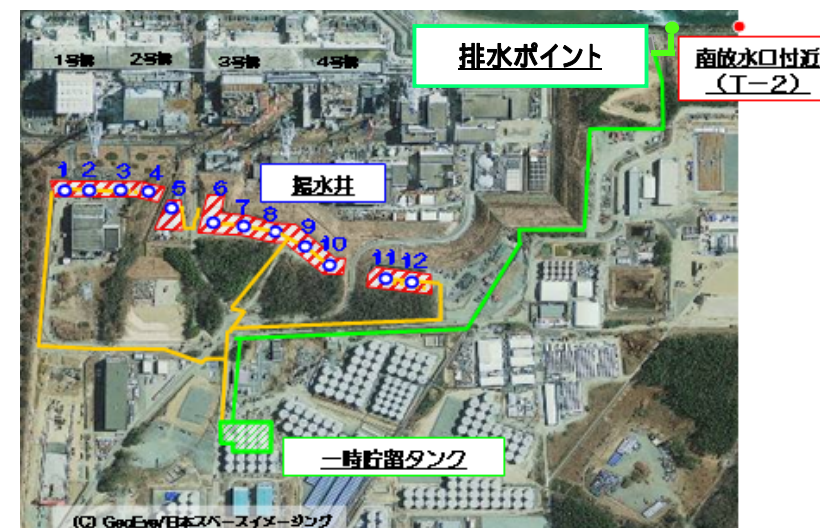 排水ポイント
南放水口付近
（T－2）
1号機
2号機
3号機
4号機
揚水井
1
2
3
4
5
6
7
8
9
10
11
12
一時貯留タンク
(C) GeoEye/日本スペースイメージング